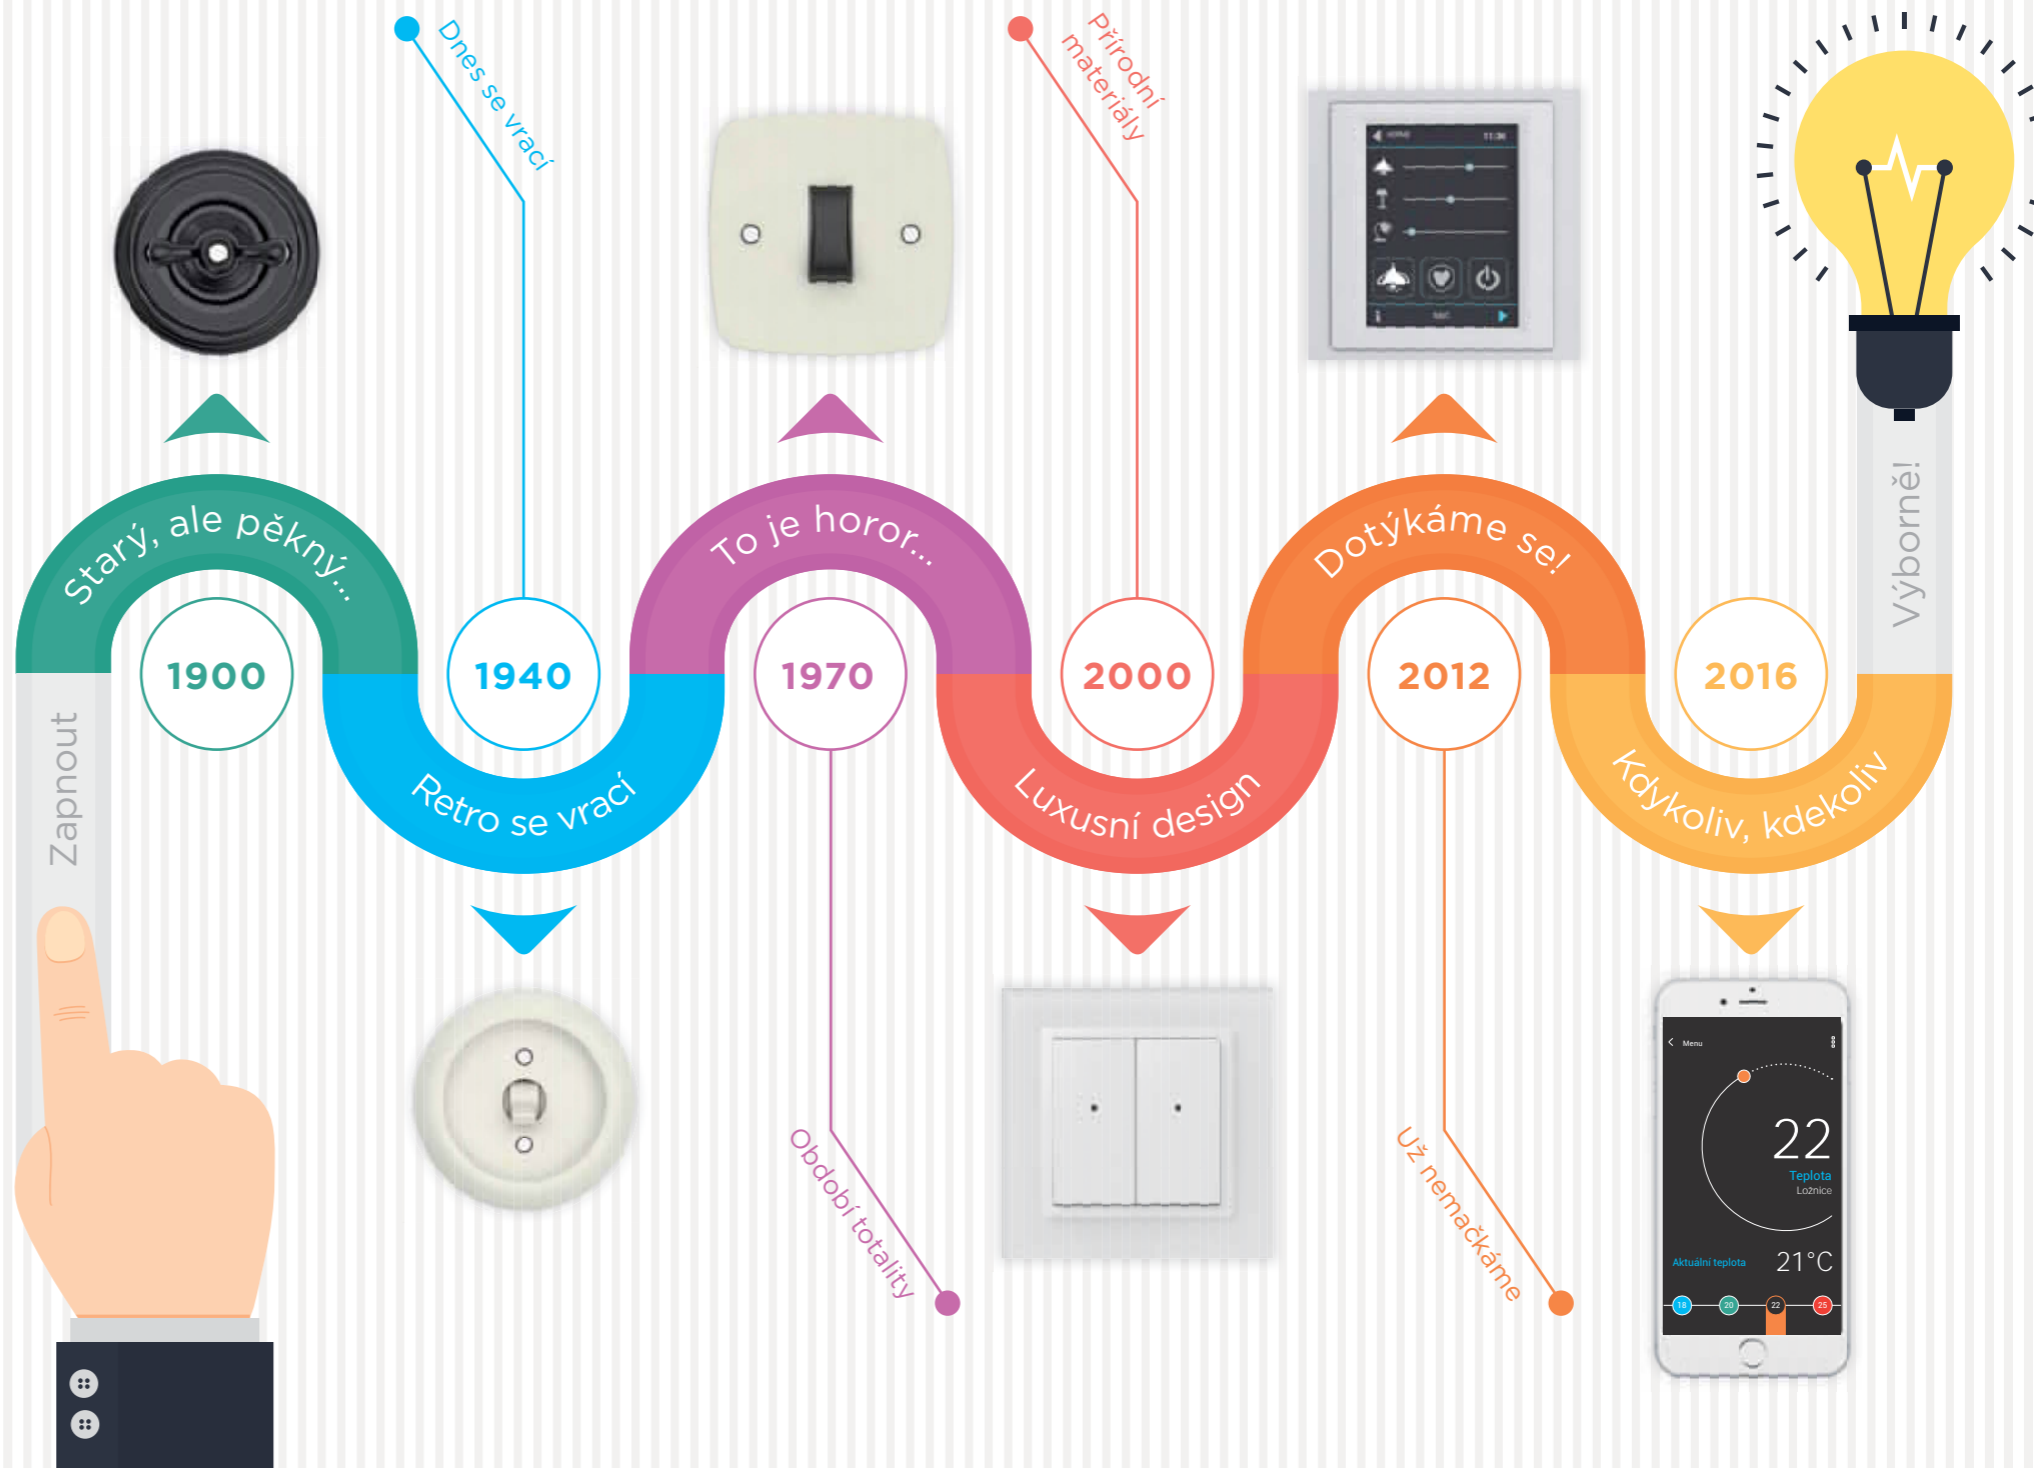 Zapnout
Starý, ale pěkný...
1900
Dnes se vrací
1940
Retro se vrací
To je horor...
1970
Období totality
Přírodní
materiály
2000
Luxusní design
11:36
Dotýkáme se!
2012
Už nemačkáme
2016
Kdykoliv, kdekoliv
Menu
22
Teplota
Ložnice
Aktuální teplota 21°C
18 20 22 25
Výborně!